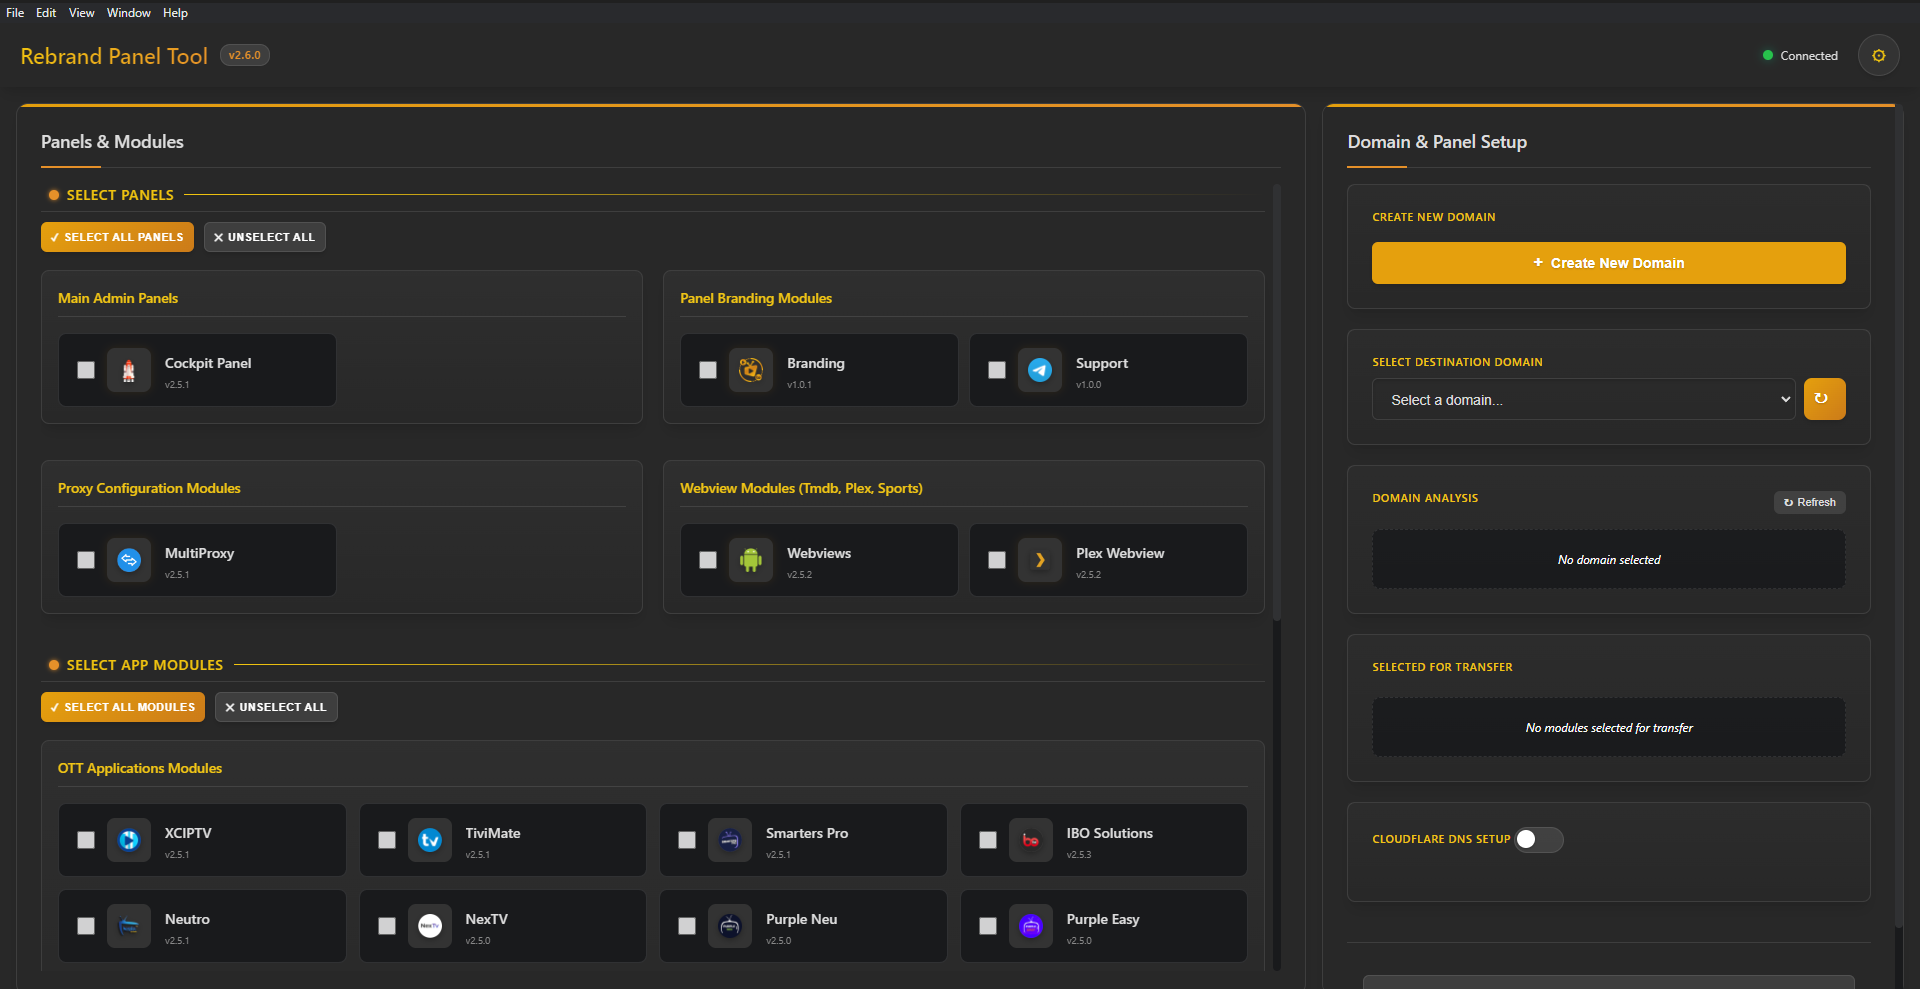 File Edit View Window Help
Rebrand Panel Tool v2.6.0
Connected
Panels & Modules
SELECT PANELS
✓ SELECT ALL PANELS
✕ UNSELECT ALL
Main Admin Panels
Cockpit Panel
v2.5.1
Panel Branding Modules
Branding
v1.0.1
Support
v1.0.0
Proxy Configuration Modules
MultiProxy
v2.5.1
Webview Modules (Tmdb, Plex, Sports)
Webviews
v2.5.2
Plex Webview
v2.5.2
SELECT APP MODULES
✓ SELECT ALL MODULES
✕ UNSELECT ALL
OTT Applications Modules
XCIPTV
v2.5.1
tv
TiviMate
v2.5.1
Smarters Pro
v2.5.1
IBO Solutions
v2.5.3
Neutro
v2.5.1
NexTv
NexTV
v2.5.0
Purple Neu
v2.5.0
Purple Easy
v2.5.0
Domain & Panel Setup
CREATE NEW DOMAIN
+ Create New Domain
SELECT DESTINATION DOMAIN
Select a domain...
↻
DOMAIN ANALYSIS
↻ Refresh
No domain selected
SELECTED FOR TRANSFER
No modules selected for transfer
CLOUDFLARE DNS SETUP